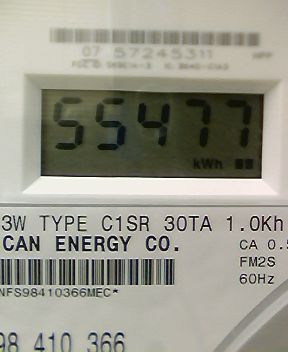 07 57245311
55477
kWh
3W TYPE C1SR 30TA 1.0Kh
CAN ENERGY CO.
CA 0.5
FM2S
60Hz
NFS98410366MEC*
98 410 366